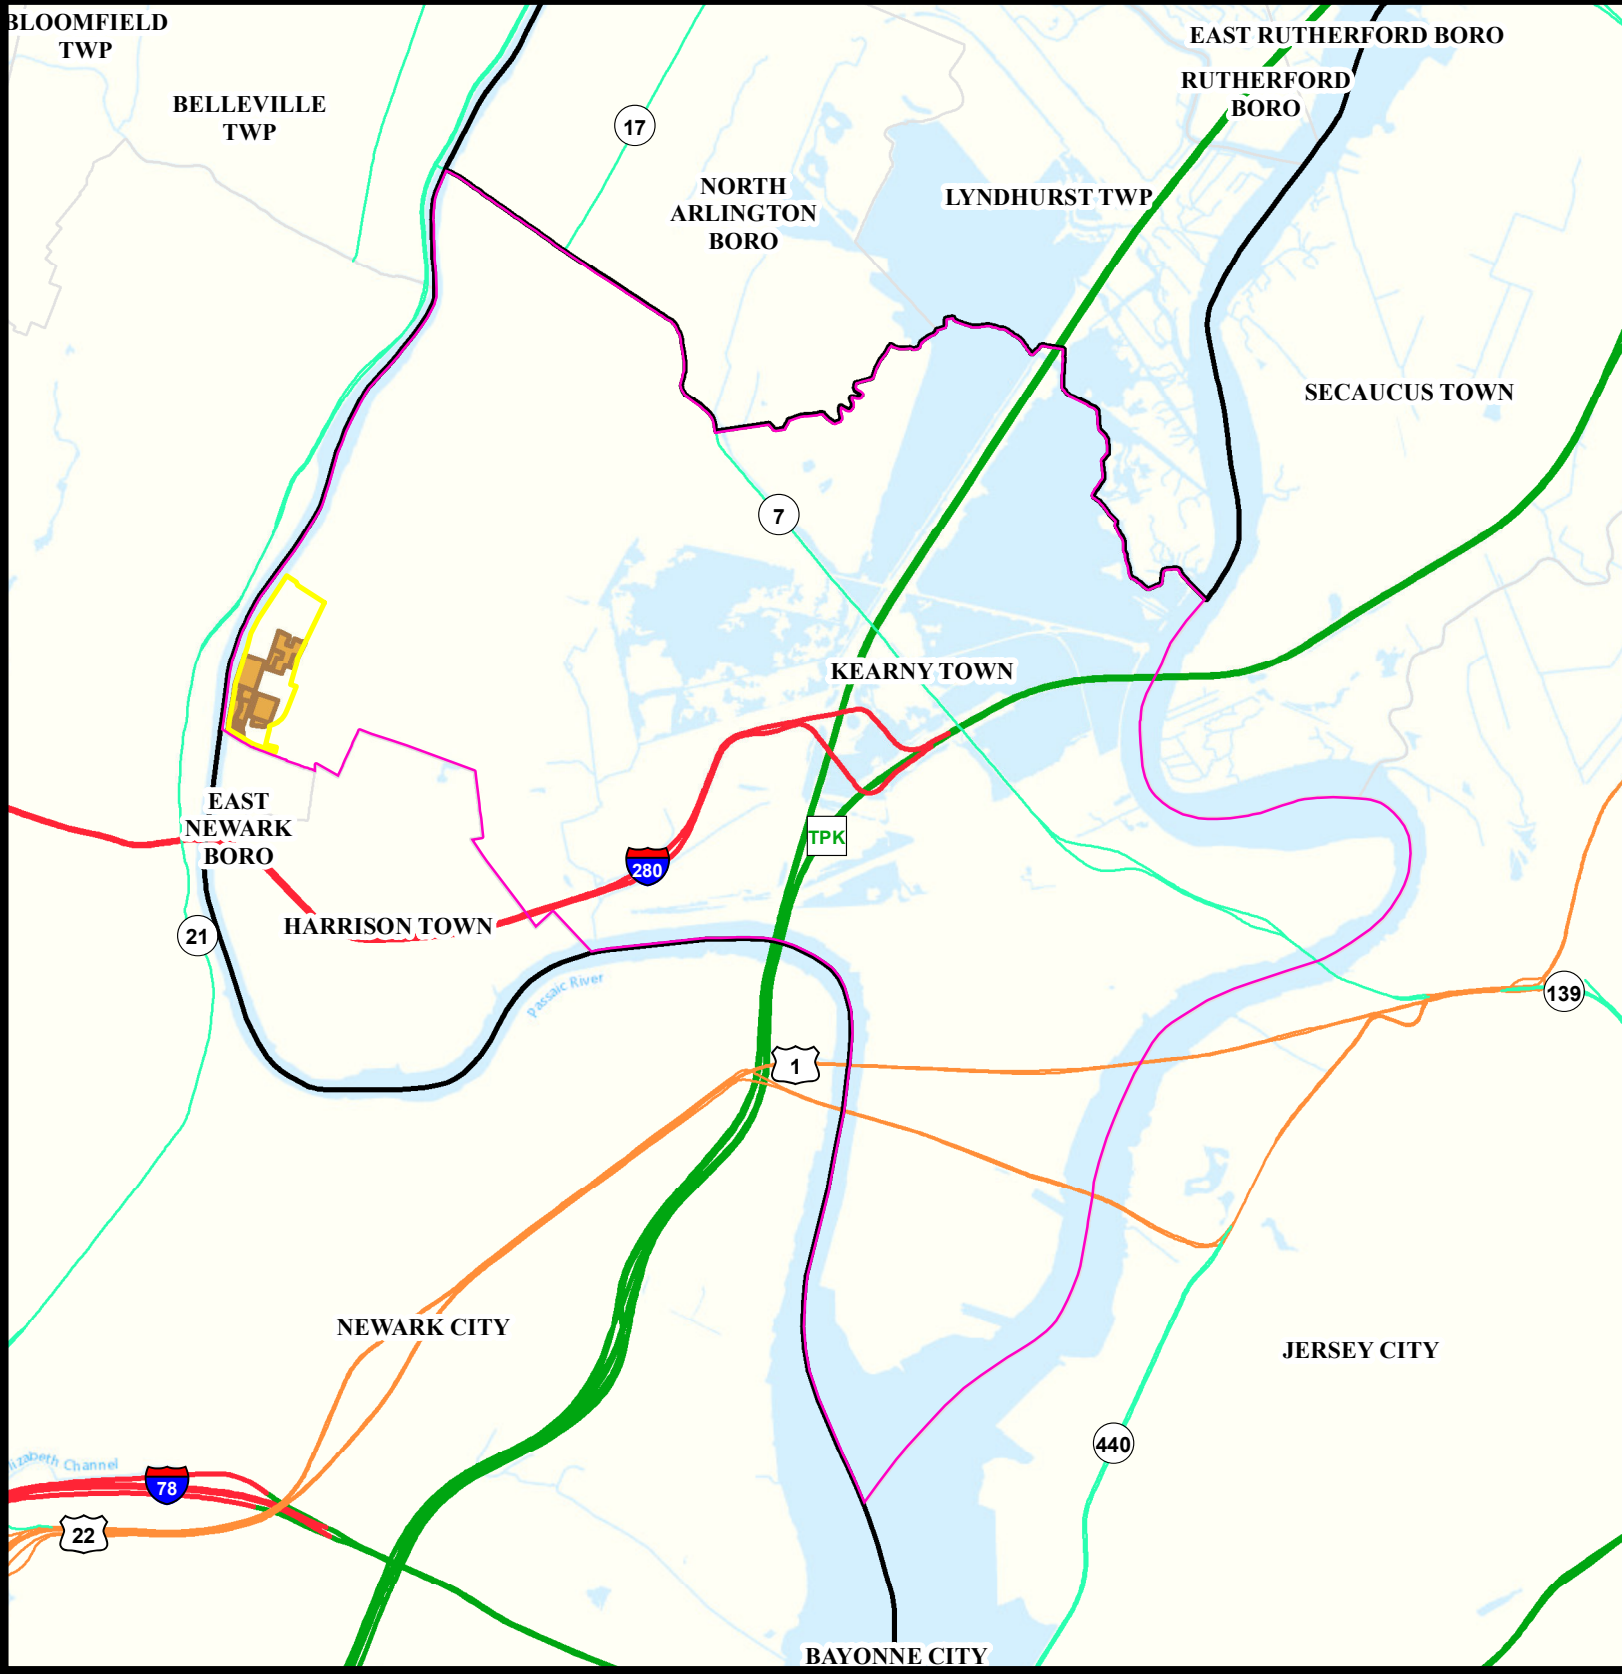 BLOOMFIELD
TWP
EAST RUTHERFORD BORO
RUTHERFORD
BORO
BELLEVILLE
TWP
17
NORTH
ARLINGTON
BORO
LYNDHURST TWP
SECAUCUS TOWN
7
KEARNY TOWN
EAST
NEWARK
BORO
TPK
280
HARRISON TOWN
21
Passaic River
139
1
NEWARK CITY
JERSEY CITY
440
Channel
78
22
BAYONNE CITY